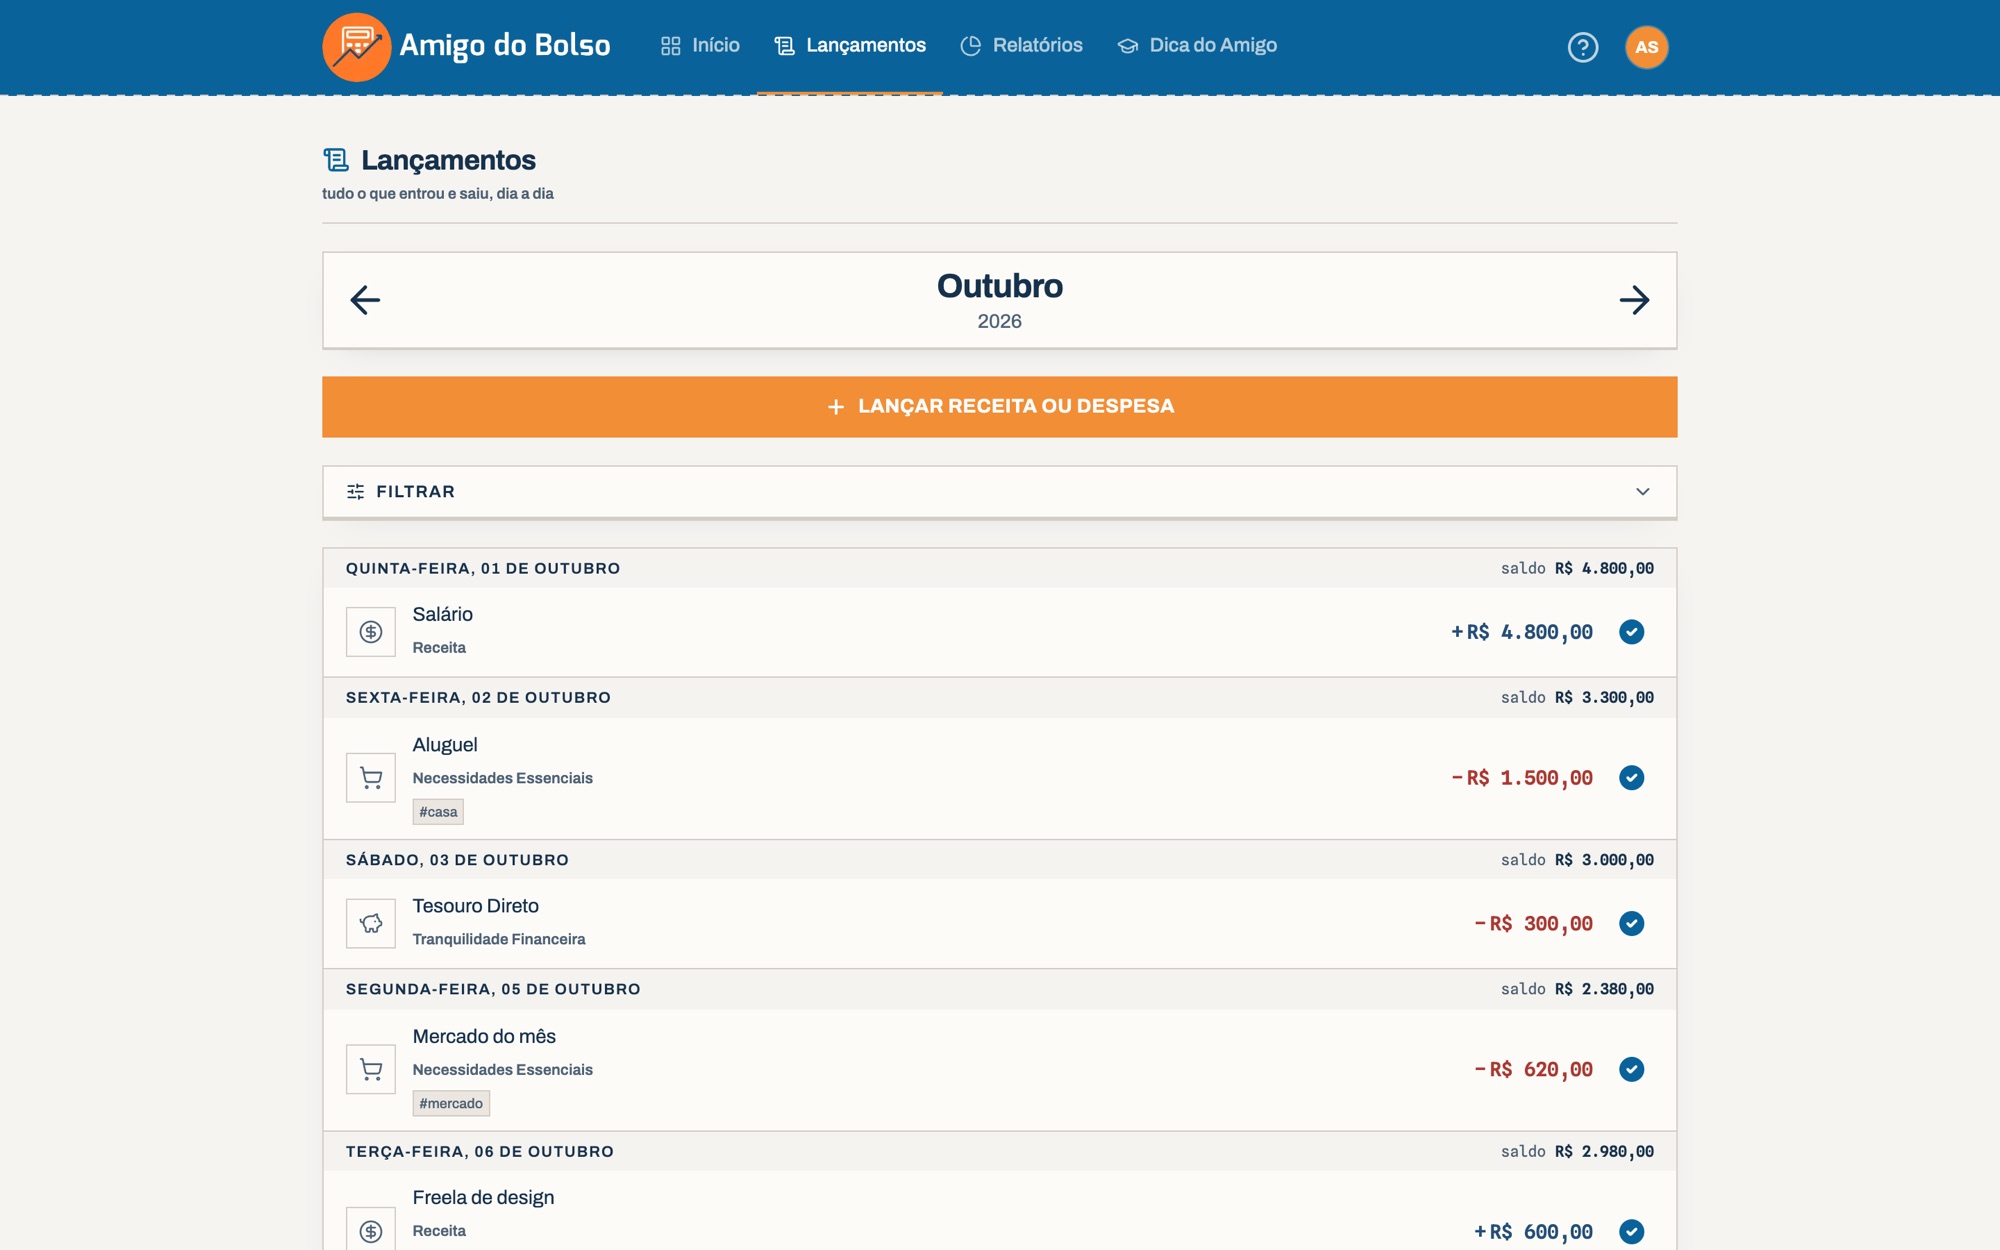 Amigo do Bolso
Início
Lançamentos
Relatórios
Dica do Amigo
?
AS
Lançamentos
tudo o que entrou e saiu, dia a dia
Outubro
2026
+ LANÇAR RECEITA OU DESPESA
FILTRAR
QUINTA-FEIRA, 01 DE OUTUBRO saldo R$ 4.800,00
Salário
Receita
+R$ 4.800,00
SEXTA-FEIRA, 02 DE OUTUBRO saldo R$ 3.300,00
Aluguel
Necessidades Essenciais
#casa
−R$ 1.500,00
SÁBADO, 03 DE OUTUBRO saldo R$ 3.000,00
Tesouro Direto
Tranquilidade Financeira
−R$ 300,00
SEGUNDA-FEIRA, 05 DE OUTUBRO saldo R$ 2.380,00
Mercado do mês
Necessidades Essenciais
#mercado
−R$ 620,00
TERÇA-FEIRA, 06 DE OUTUBRO saldo R$ 2.980,00
Freela de design
Receita
+R$ 600,00